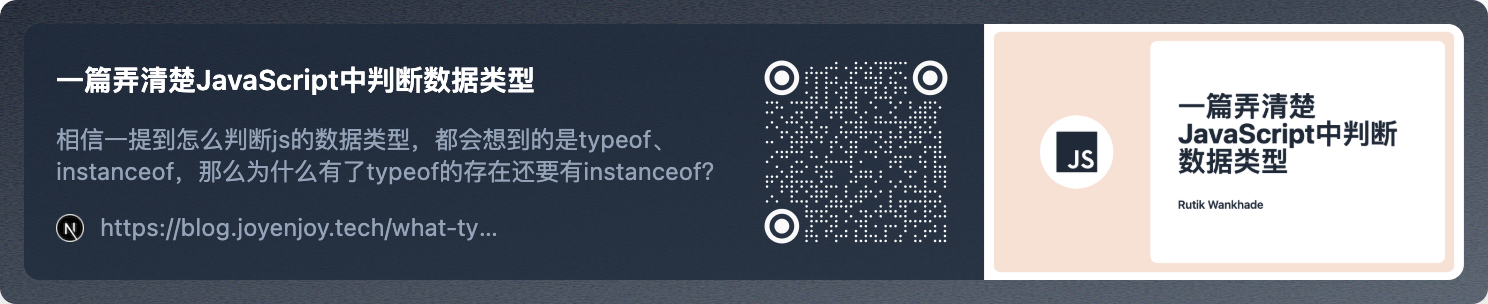 一篇弄清楚JavaScript中判断数据类型
相信一提到怎么判断js的数据类型，都会想到的是typeof、
instanceof，那么为什么有了typeof的存在还要有instanceof？
N
https://blog.joyenjoy.tech/what-ty...
JS
一篇弄清楚
JavaScript中判断
数据类型
Rutik Wankhade